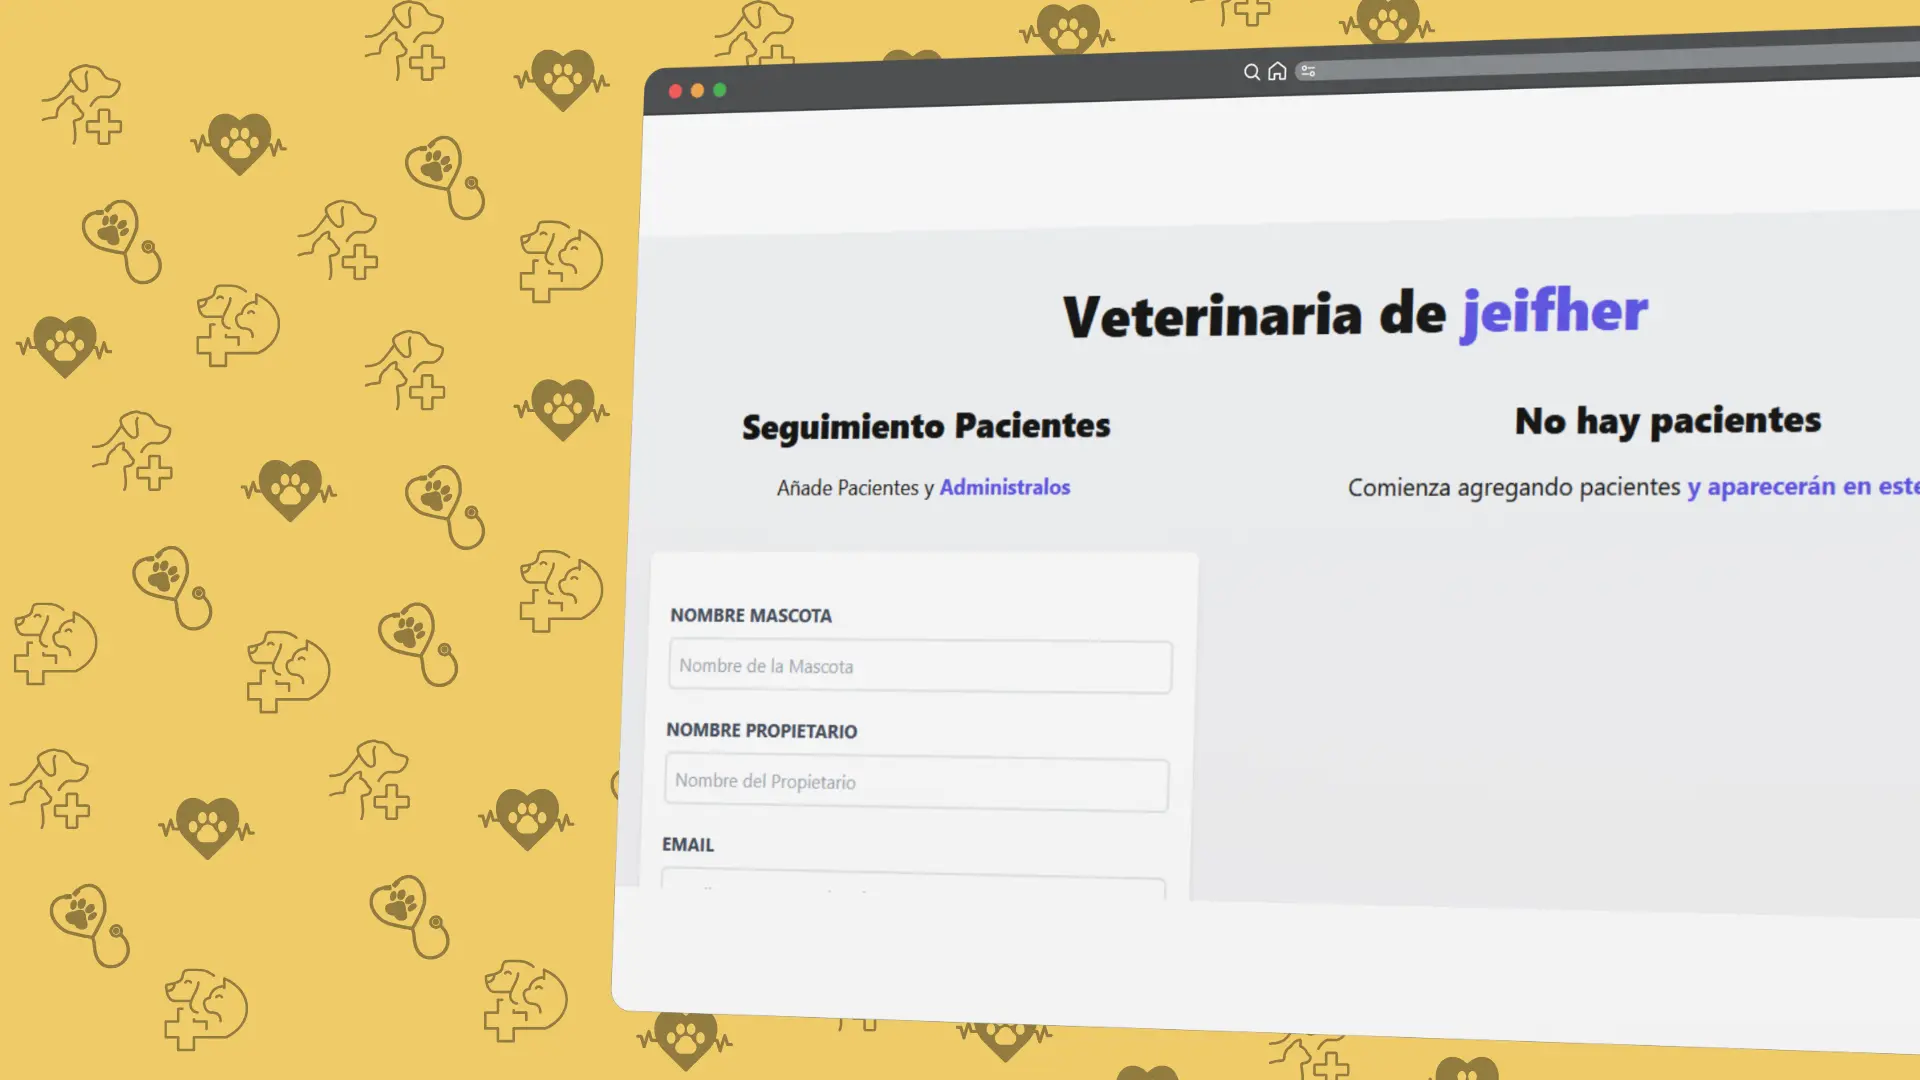 Veterinaria de jeifher
Seguimiento Pacientes
Añade Pacientes y Administralos
NOMBRE MASCOTA
Nombre de la Mascota
NOMBRE PROPIETARIO
Nombre del Propietario
EMAIL
No hay pacientes
Comienza agregando pacientes y aparecerán en este